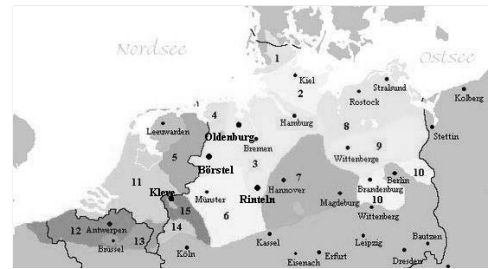 Nordsee
Ostsee
1
Kiel
2
Stralsund
Rostock
Kolberg
4
Hamburg
Stettin
Leeuwarden
Oldenburg
Bremen
8
5
Wittenberge
9
Börstel
3
10
Berlin
11
Kleve
Münster
Rinteln
Hannover
7
Brandenburg
Magdeburg
10
Wittenberg
15
6
12
Antwerpen
14
13
Brüssel
Köln
Kassel
Leipzig
Bautzen
Eisenach
Erfurt
Dresden